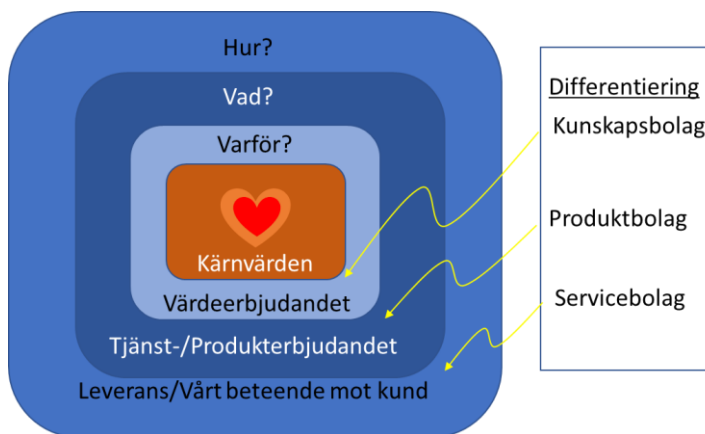 Hur?
Vad?
Varför?
Kärnvärden
Värdeerbjudandet
Tjänst-/Produkterbjudandet
Leverans/Vårt beteende mot kund
Differentiering
Kunskapsbolag
Produktbolag
Servicebolag